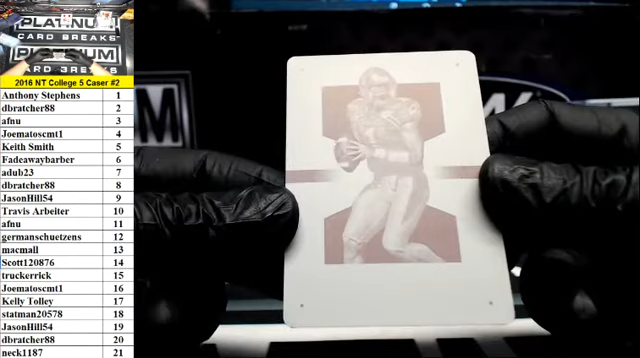 PLATINUM
CARD BREAKS
PLATINUM
CARD BREAKS
2016 NT College 5 Caser #2
Anthony Stephens 1
dbratcher88 2
afnu 3
Joematoscmt1 4
Keith Smith 5
Fadeawaybarber 6
adub23 7
dbratcher88 8
JasonHill54 9
Travis Arbeiter 10
afnu 11
germanschuetzens 12
macmall 13
Scott120876 14
truckerrick 15
Joematoscmt1 16
Kelly Tolley 17
statman20578 18
JasonHill54 19
dbratcher88 20
neck1187 21